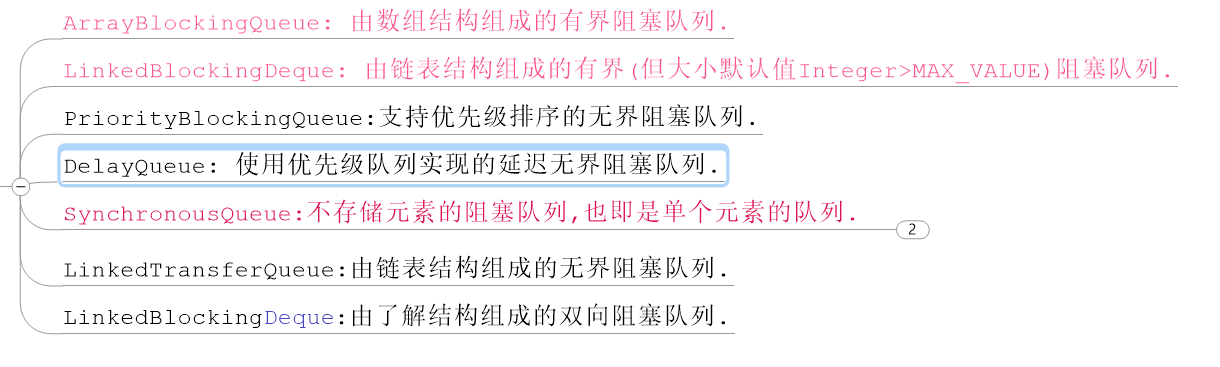 ArrayBlockingQueue: 由数组结构组成的有界阻塞队列.
LinkedBlockingDeque: 由链表结构组成的有界(但大小默认值Integer>MAX_VALUE)阻塞队列.
PriorityBlockingQueue:支持优先级排序的无界阻塞队列.
DelayQueue: 使用优先级队列实现的延迟无界阻塞队列.
SynchronousQueue:不存储元素的阻塞队列,也即是单个元素的队列.
2
LinkedTransferQueue:由链表结构组成的无界阻塞队列.
LinkedBlockingDeque:由了解结构组成的双向阻塞队列.